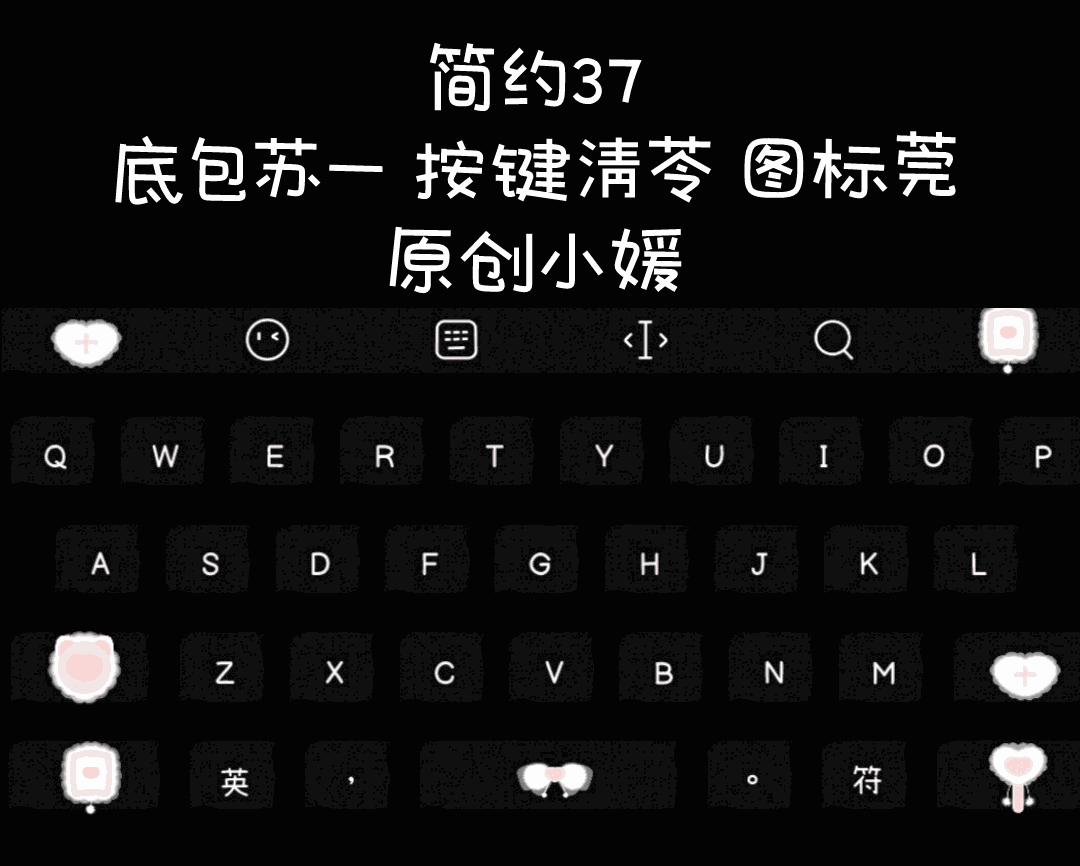 简约37
底包苏一 按键清苓 图标莞
原创小媛
Q W E R T Y U I O P
A S D F G H J K L
Z X C V B N M
英 ， 。 符